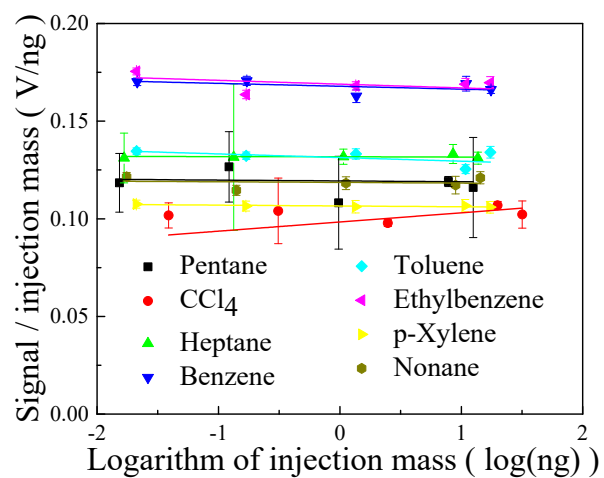 0.20
0.15
0.10
0.05
0.00
Signal / injection mass ( V/ng)
Pentane
CCl4
Heptane
Benzene
Toluene
Ethylbenzene
p-Xylene
Nonane
-2 -1 0 1 2
Logarithm of injection mass ( log(ng) )